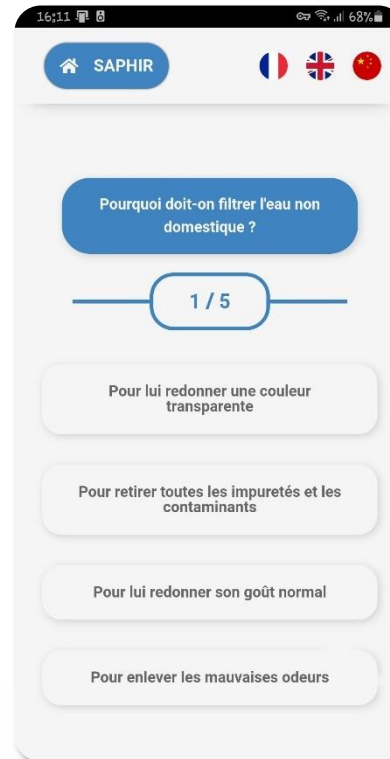 16:11
68%
SAPHIR
Pourquoi doit-on filtrer l'eau non
domestique ?
1 / 5
Pour lui redonner une couleur
transparente
Pour retirer toutes les impuretés et les
contaminants
Pour lui redonner son goût normal
Pour enlever les mauvaises odeurs